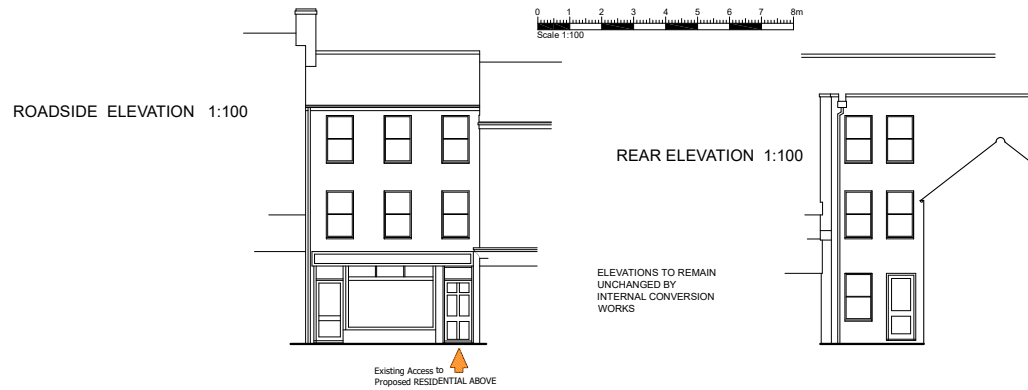 0 1 2 3 4 5 6 7 8m
Scale 1:100
ROADSIDE ELEVATION 1:100
REAR ELEVATION 1:100
ELEVATIONS TO REMAIN
UNCHANGED BY
INTERNAL CONVERSION
WORKS
Existing Access to
Proposed RESIDENTIAL ABOVE